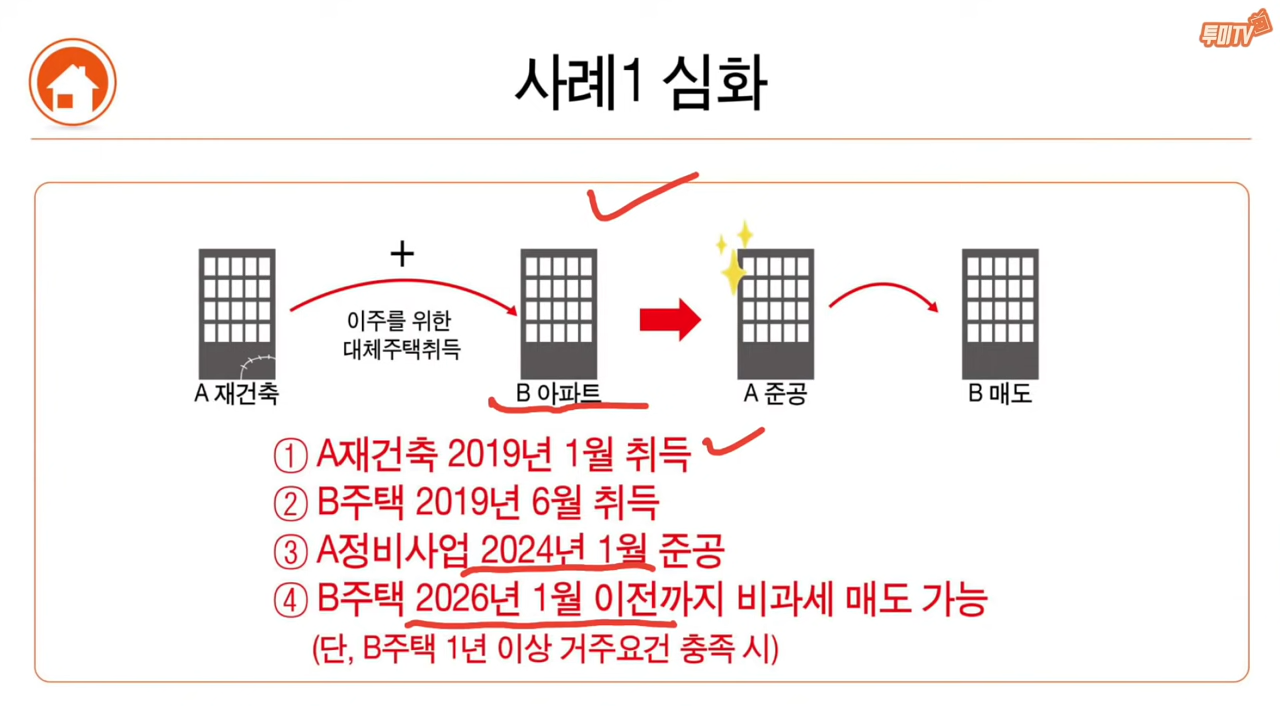 투미TV
사례1 심화
+
이주를 위한
대체주택취득
A 재건축
B 아파트
A 준공
B 매도
① A재건축 2019년 1월 취득
② B주택 2019년 6월 취득
③ A정비사업 2024년 1월 준공
④ B주택 2026년 1월 이전까지 비과세 매도 가능
(단, B주택 1년 이상 거주요건 충족 시)